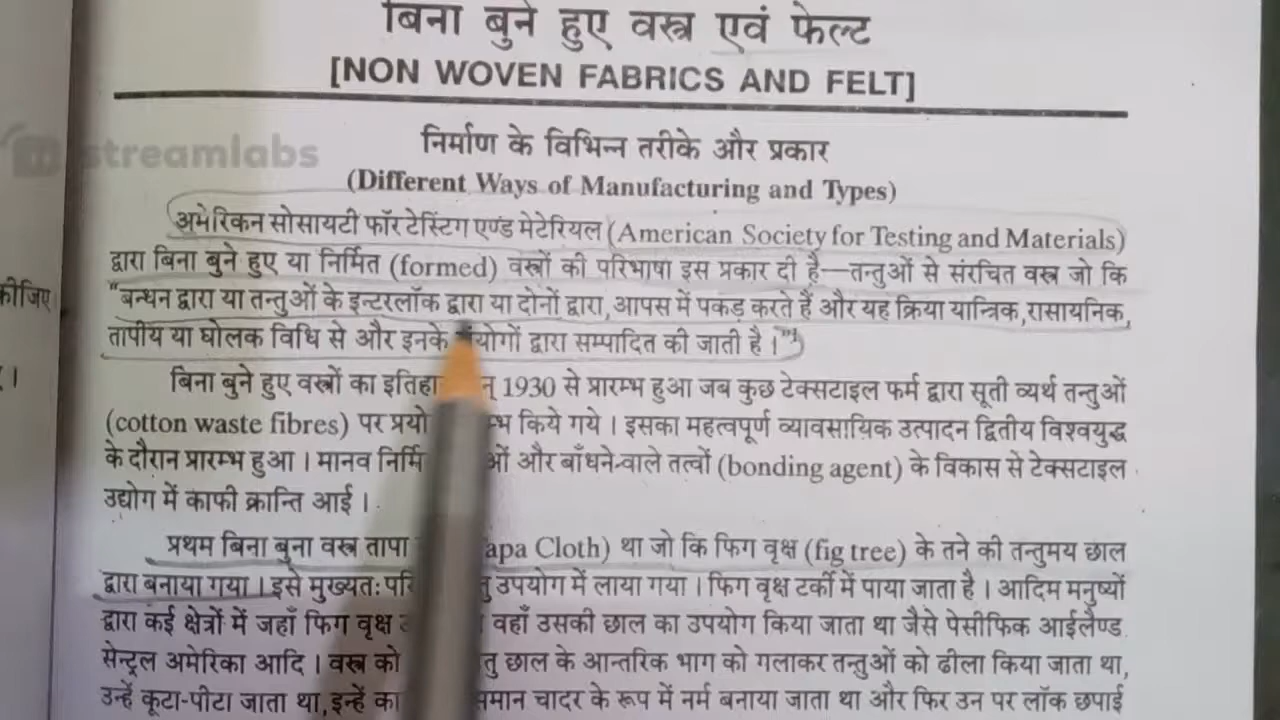 बिना बुने हुए वस्त्र एवं फेल्ट
[NON WOVEN FABRICS AND FELT]
streamlabs
निर्माण के विभिन्न तरीके और प्रकार
(Different Ways of Manufacturing and Types)
अमेरिकन सोसायटी फॉर टेस्टिंग एण्ड मेटेरियल (American Society for Testing and Materials)
द्वारा बिना बुने हुए या निर्मित (formed) वस्त्रों की परिभाषा इस प्रकार दी है—तन्तुओं से संरचित वस्त्र जो कि
"बन्धन द्वारा या तन्तुओं के इन्टरलॉक द्वारा या दोनों द्वारा, आपस में पकड़ करते हैं और यह क्रिया यान्त्रिक, रासायनिक,
तापीय या घोलक विधि से और इनके द्वारा सम्पादित की जाती है।"
बिना बुने हुए वस्त्रों का 1930 से प्रारम्भ हुआ जब कुछ टेक्सटाइल फर्म द्वारा सूती व्यर्थ तन्तुओं
(cotton waste fibres) पर किये गये। इसका महत्वपूर्ण व्यावसायिक उत्पादन द्वितीय विश्वयुद्ध
के दौरान प्रारम्भ हुआ। मानव और बाँधने-वाले तत्वों (bonding agent) के विकास से टेक्सटाइल
उद्योग में काफी क्रान्ति आई।
प्रथम बिना बुना वस्त्र तापा Cloth) था जो कि फिग वृक्ष (fig tree) के तने की तन्तुमय छाल
द्वारा बनाया गया। इसे मुख्यतः उपयोग में लाया गया। फिग वृक्ष टर्की में पाया जाता है। आदिम मनुष्यों
द्वारा कई क्षेत्रों में जहाँ फिग वृक्ष वहाँ उसकी छाल का उपयोग किया जाता था जैसे पेसीफिक आईलैण्ड
सेन्ट्रल अमेरिका आदि। वस्त्र को छाल के आन्तरिक भाग को गलाकर तन्तुओं को ढीला किया जाता था,
उन्हें कूटा-पीटा जाता था, इन्हें समान चादर के रूप में नर्म बनाया जाता था और फिर उन पर लॉक छपाई
कीजिए